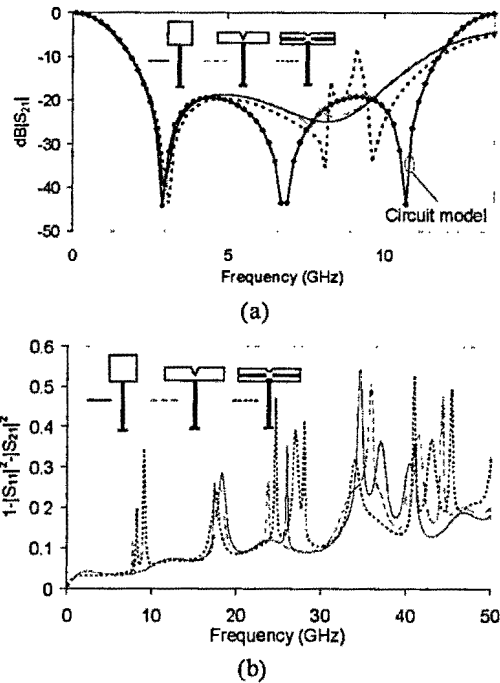 0
-10
-20
-30
-40
-50
dB|S21|
Circuit model
0 5 10
Frequency (GHz)
(a)
0.6
0.5
0.4
0.3
0.2
0.1
0
1-|S11|²-|S21|²
0 10 20 30 40 50
Frequency (GHz)
(b)